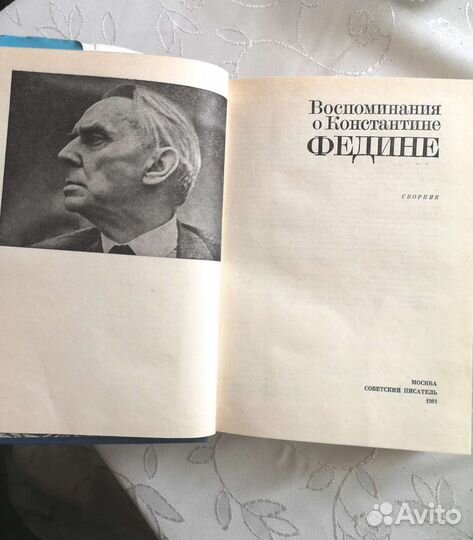 Воспоминания
о Константине
ФЕДИНЕ
СБОРНИК
МОСКВА
СОВЕТСКИЙ ПИСАТЕЛЬ
1981
Avito